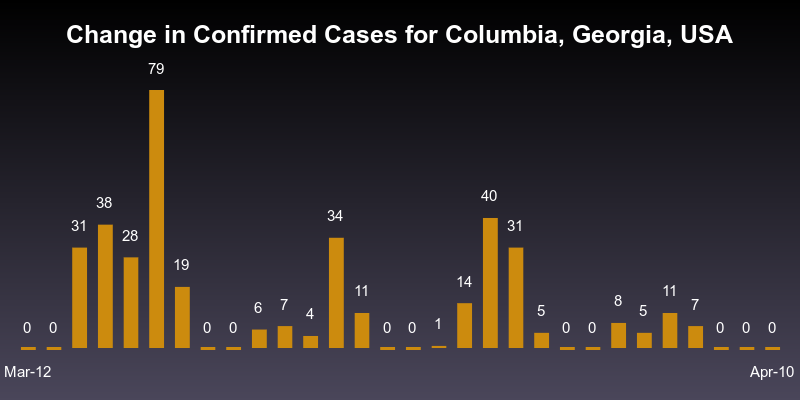 Change in Confirmed Cases for Columbia, Georgia, USA
0 0 31 38 28 79 19 0 0 6 7 4 34 11 0 0 1 14 40 31 5 0 0 8 5 11 7 0 0 0
Mar-12 Apr-10